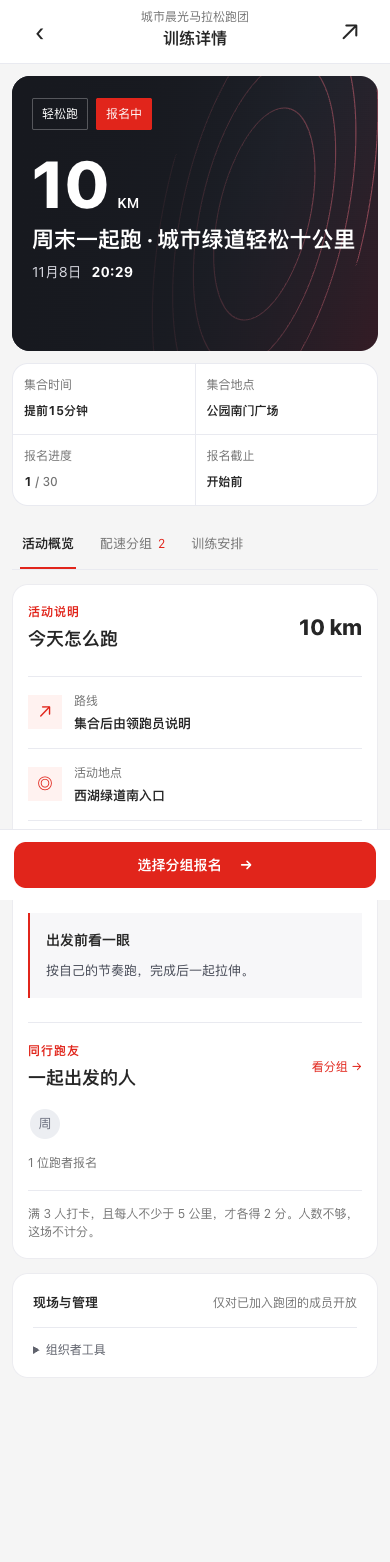 城市晨光马拉松跑团
训练详情
轻松跑
报名中
10 KM
周末一起跑 · 城市绿道轻松十公里
11月8日 20:29
集合时间
提前15分钟
集合地点
公园南门广场
报名进度
1 / 30
报名截止
开始前
活动概览
配速分组 2
训练安排
活动说明
今天怎么跑
10 km
路线
集合后由领跑员说明
活动地点
西湖绿道南入口
选择分组报名 →
出发前看一眼
按自己的节奏跑，完成后一起拉伸。
同行跑友
一起出发的人
看分组 →
周
1 位跑者报名
满 3 人打卡，且每人不少于 5 公里，才各得 2 分。人数不够，
这场不计分。
现场与管理
仅对已加入跑团的成员开放
组织者工具